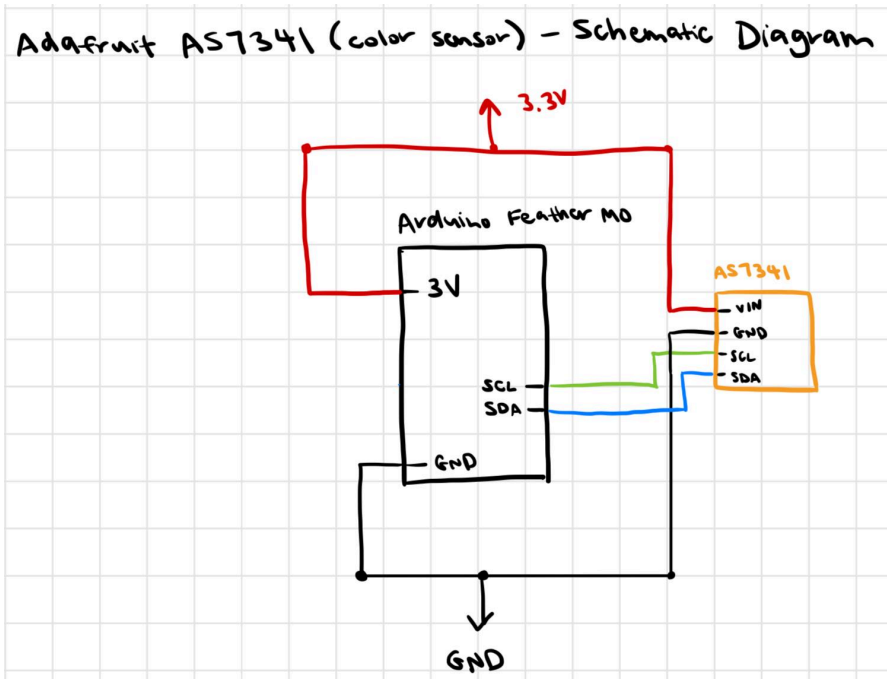 Adafruit AS7341 (color sensor) - Schematic Diagram
3.3V
Arduino Feather M0
3V
SCL
SDA
GND
AS7341
VIN
GND
SCL
SDA
GND